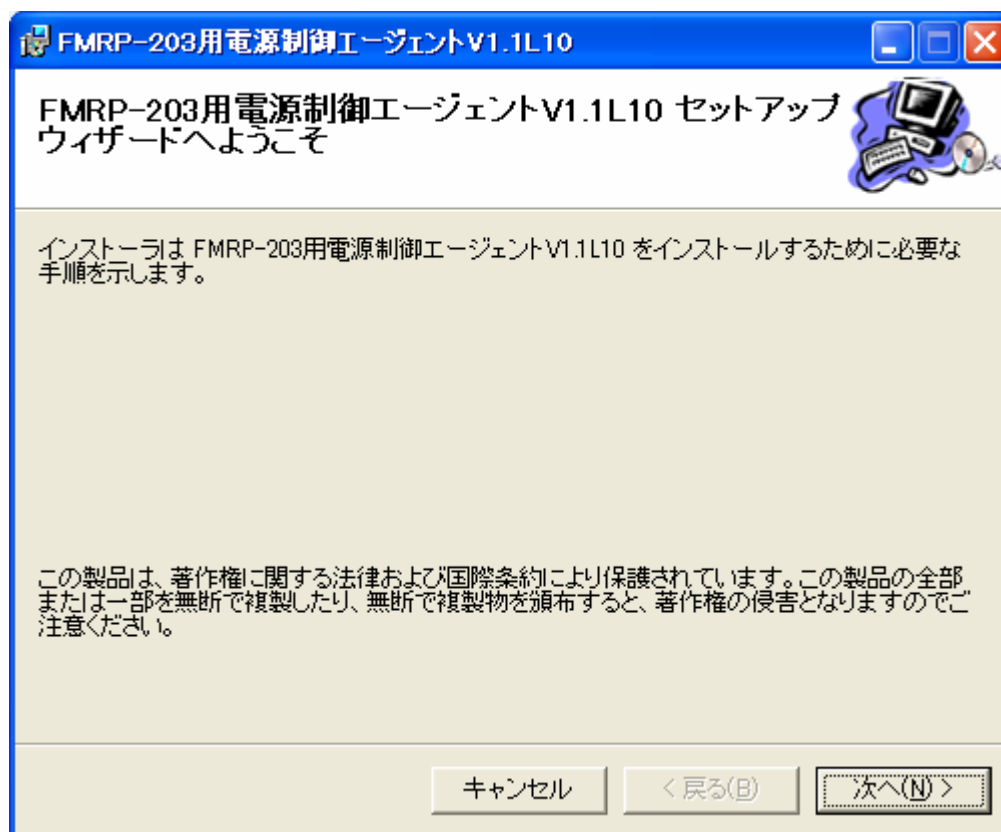 FMRP-203用電源制御エージェントV1.1L10
FMRP-203用電源制御エージェントV1.1L10 セットアップ
ウィザードへようこそ
インストーラは FMRP-203用電源制御エージェントV1.1L10 をインストールするために必要な
手順を示します。
この製品は、著作権に関する法律および国際条約により保護されています。この製品の全部
または一部を無断で複製したり、無断で複製物を頒布すると、著作権の侵害となりますのでご
注意ください。
キャンセル
< 戻る(B)
次へ(N) >